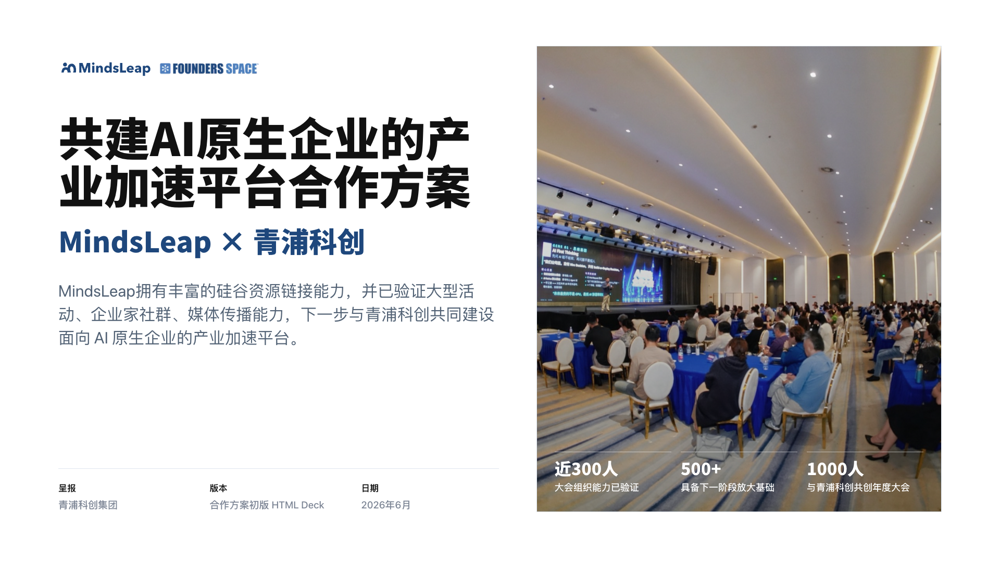 MindsLeap FOUNDERS SPACE
共建AI原生企业的产
业加速平台合作方案
MindsLeap × 青浦科创
MindsLeap拥有丰富的硅谷资源链接能力，并已验证大型活
动、企业家社群、媒体传播能力，下一步与青浦科创共同建设
面向 AI 原生企业的产业加速平台。
呈报
青浦科创集团
版本
合作方案初版 HTML Deck
日期
2026年6月
GENE 01 · 思维基因
AI First Thinking
近300人
大会组织能力已验证
500+
具备下一阶段放大基础
1000人
与青浦科创共创年度大会